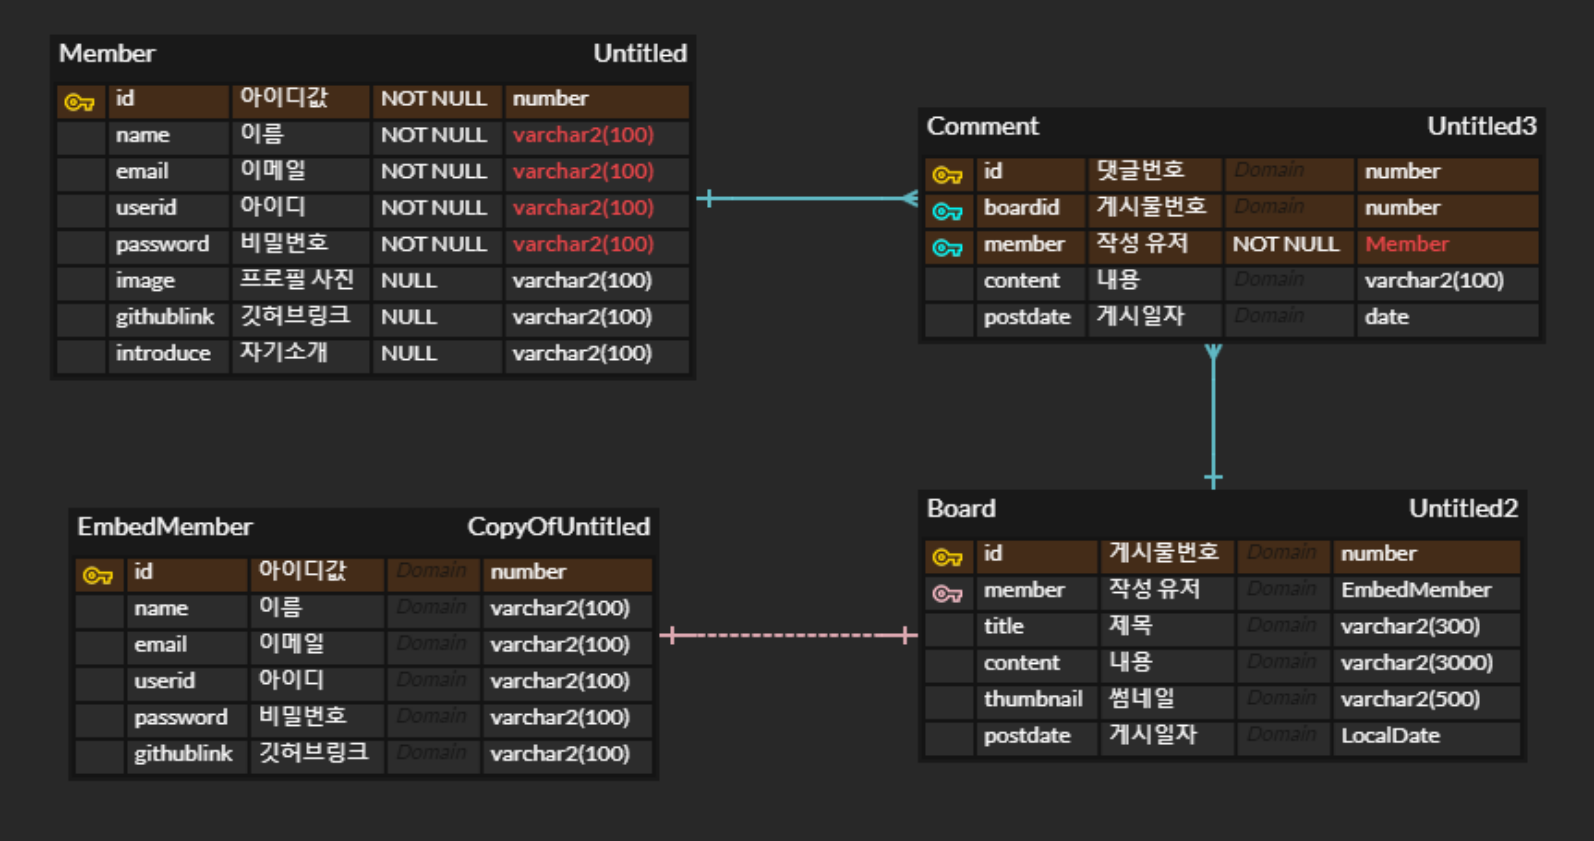 Member Untitled
id 아이디값 NOT NULL number
name 이름 NOT NULL varchar2(100)
email 이메일 NOT NULL varchar2(100)
userid 아이디 NOT NULL varchar2(100)
password 비밀번호 NOT NULL varchar2(100)
image 프로필 사진 NULL varchar2(100)
githublink 깃허브링크 NULL varchar2(100)
introduce 자기소개 NULL varchar2(100)
Comment Untitled3
id 댓글번호 Domain number
boardid 게시물번호 Domain number
member 작성 유저 NOT NULL Member
content 내용 Domain varchar2(100)
postdate 게시일자 Domain date
EmbedMember CopyOfUntitled
id 아이디값 Domain number
name 이름 Domain varchar2(100)
email 이메일 Domain varchar2(100)
userid 아이디 Domain varchar2(100)
password 비밀번호 Domain varchar2(100)
githublink 깃허브링크 Domain varchar2(100)
Board Untitled2
id 게시물번호 Domain number
member 작성 유저 Domain EmbedMember
title 제목 Domain varchar2(300)
content 내용 Domain varchar2(3000)
thumbnail 썸네일 Domain varchar2(500)
postdate 게시일자 Domain LocalDate